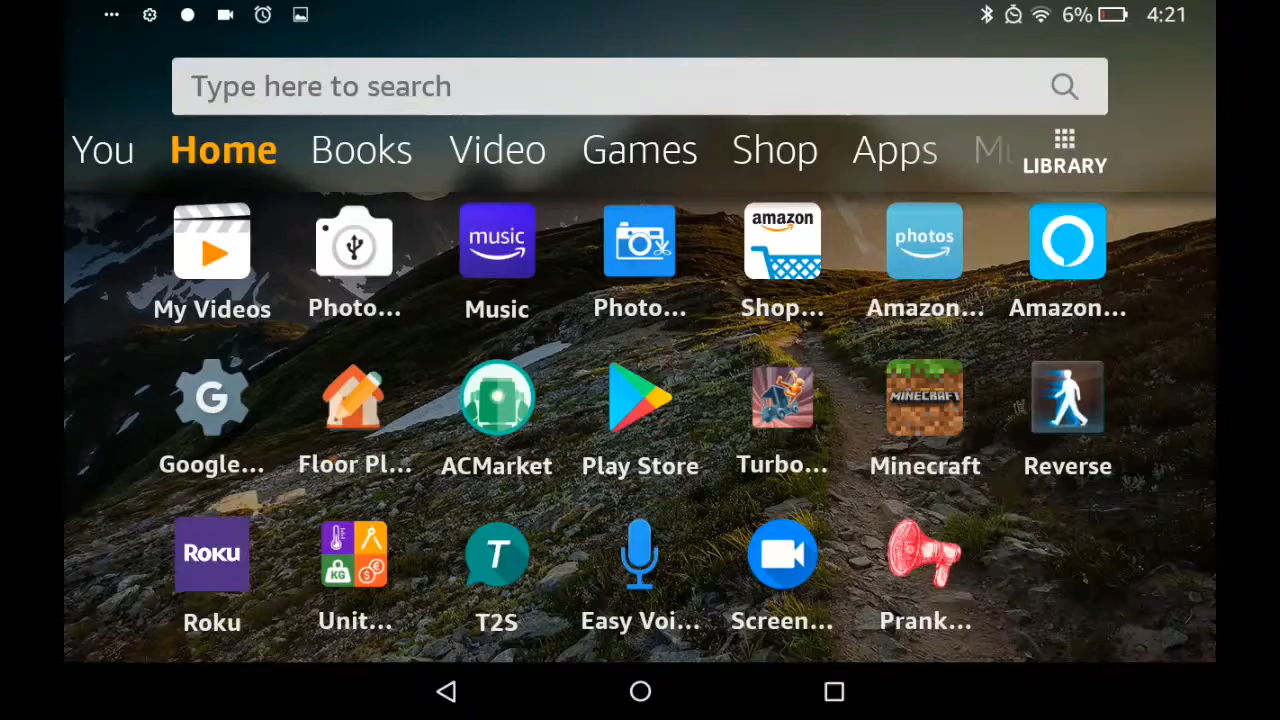 6% 4:21
Type here to search
You Home Books Video Games Shop Apps Mu LIBRARY
music amazon photos
My Videos Photo... Music Photo... Shop... Amazon... Amazon...
G MINECRAFT
Google... Floor Pl... ACMarket Play Store Turbo... Minecraft Reverse
Roku KG T
Roku Unit... T2S Easy Voi... Screen... Prank...